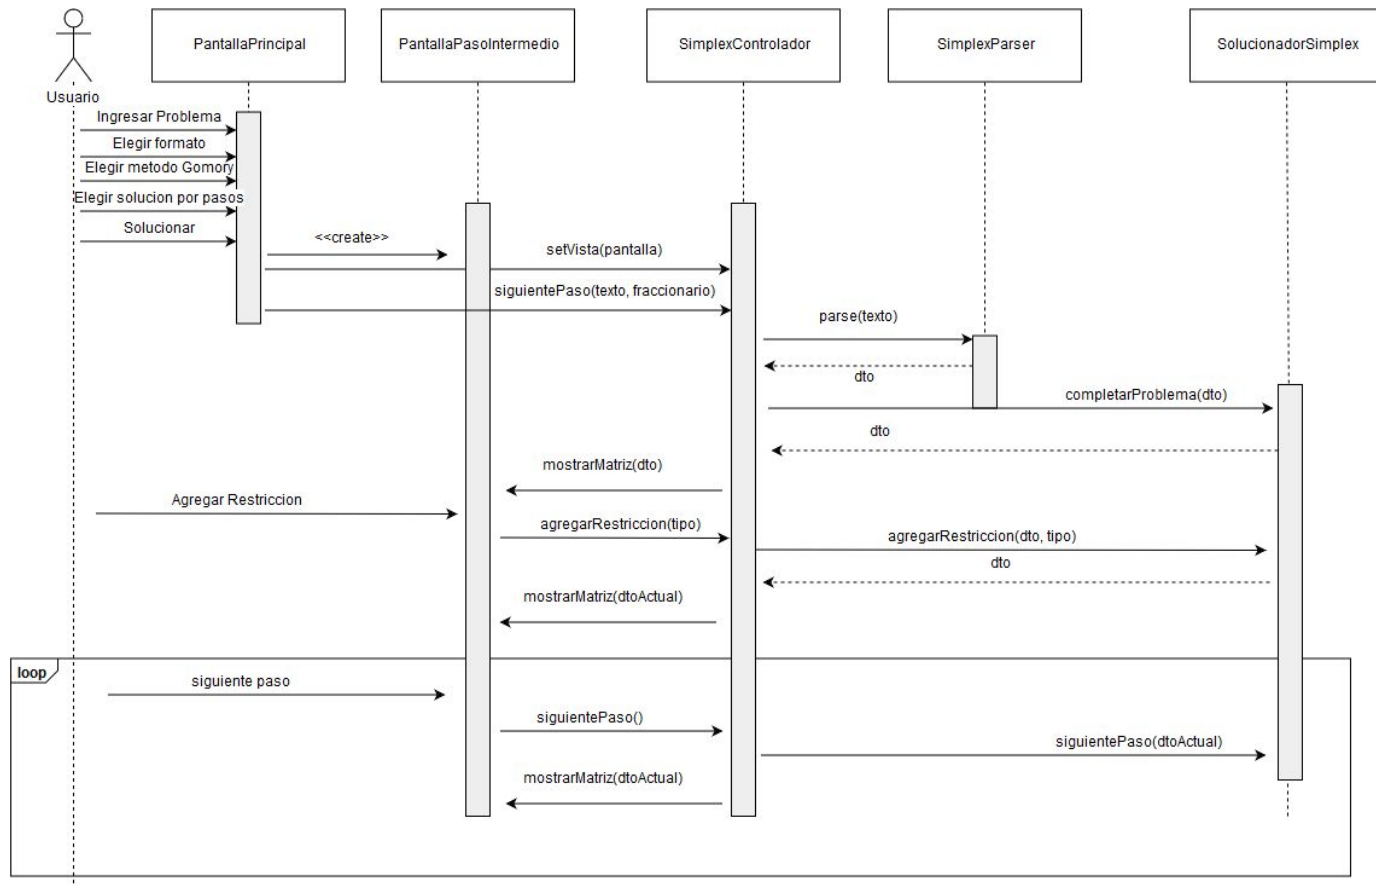 PantallaPrincipal
PantallaPasoIntermedio
SimplexControlador
SimplexParser
SolucionadorSimplex
Usuario
Ingresar Problema
Elegir formato
Elegir metodo Gomory
Elegir solucion por pasos
Solucionar
<<create>>
setVista(pantalla)
siguientePaso(texto, fraccionario)
parse(texto)
dto
completarProblema(dto)
dto
mostrarMatriz(dto)
Agregar Restriccion
agregarRestriccion(tipo)
agregarRestriccion(dto, tipo)
dto
mostrarMatriz(dtoActual)
loop
siguiente paso
siguientePaso()
siguientePaso(dtoActual)
mostrarMatriz(dtoActual)